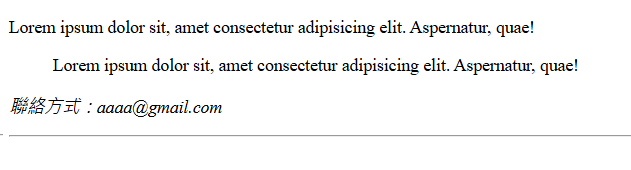 Lorem ipsum dolor sit, amet consectetur adipisicing elit. Aspernatur, quae!
Lorem ipsum dolor sit, amet consectetur adipisicing elit. Aspernatur, quae!
聯絡方式：aaaa@gmail.com